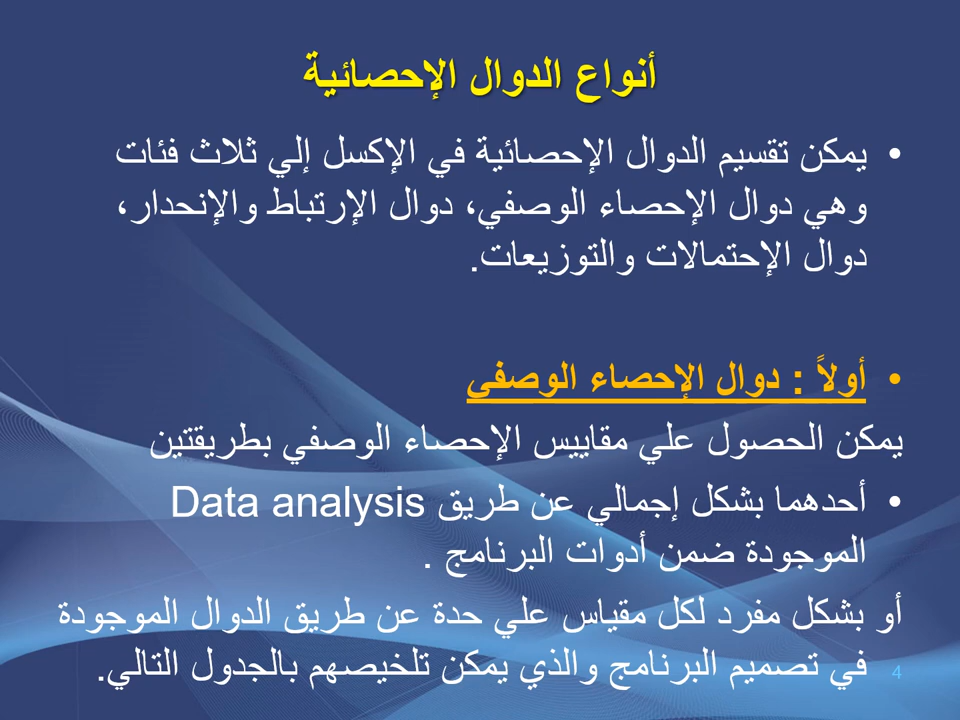 أنواع الدوال الإحصائية
• يمكن تقسيم الدوال الإحصائية في الإكسل إلي ثلاث فئات
وهي دوال الإحصاء الوصفي، دوال الإرتباط والإنحدار،
دوال الإحتمالات والتوزيعات.
• أولاً : دوال الإحصاء الوصفي
يمكن الحصول علي مقاييس الإحصاء الوصفي بطريقتين
• أحدهما بشكل إجمالي عن طريق Data analysis
الموجودة ضمن أدوات البرنامج .
أو بشكل مفرد لكل مقياس علي حدة عن طريق الدوال الموجودة
في تصميم البرنامج والذي يمكن تلخيصهم بالجدول التالي.
4